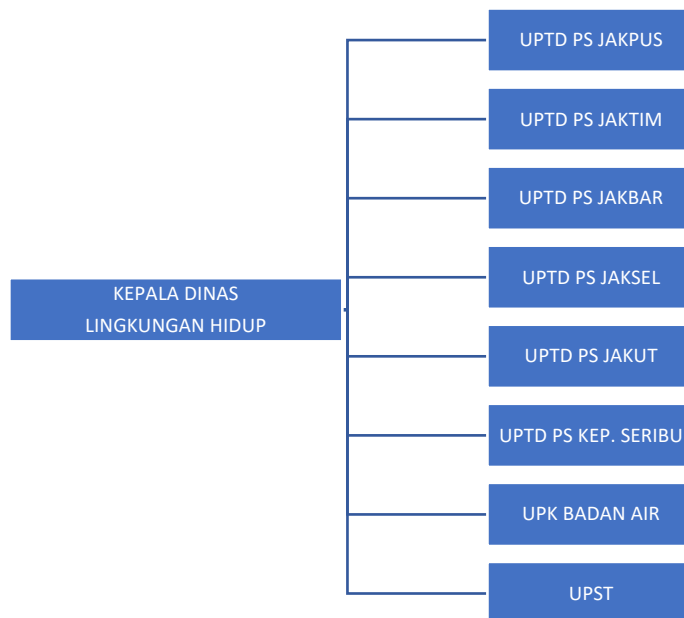 UPTD PS JAKPUS
UPTD PS JAKTIM
UPTD PS JAKBAR
UPTD PS JAKSEL
KEPALA DINAS
LINGKUNGAN HIDUP
UPTD PS JAKUT
UPTD PS KEP. SERIBU
UPK BADAN AIR
UPST